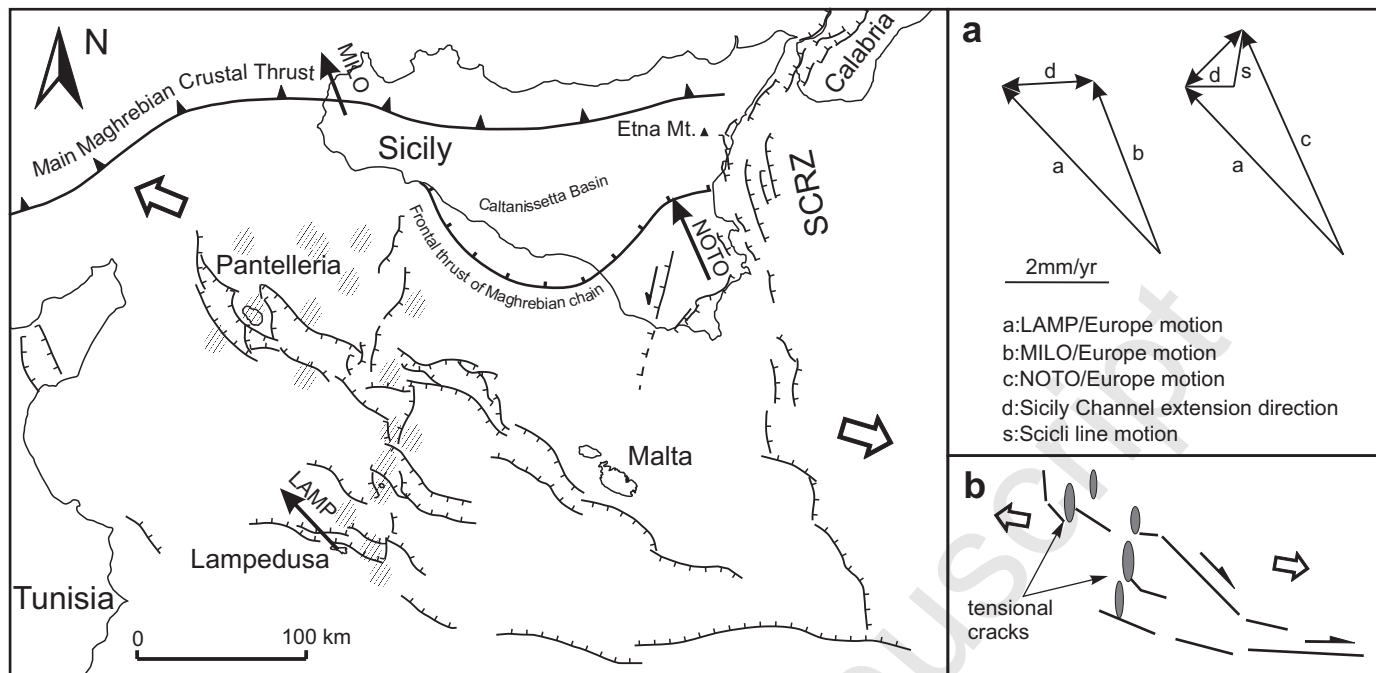 N
MILO
Main Maghrebian Crustal Thrust
Calabria
Etna Mt.
Sicily
Caltanissetta Basin
SCRZ
Frontal thrust of Maghrebian chain
NOTO
Pantelleria
Malta
LAMP
Lampedusa
Tunisia
0 100 km
a
d
a
b
d
s
a
c
2mm/yr
a:LAMP/Europe motion
b:MILO/Europe motion
c:NOTO/Europe motion
d:Sicily Channel extension direction
s:Scicli line motion
b
tensional
cracks